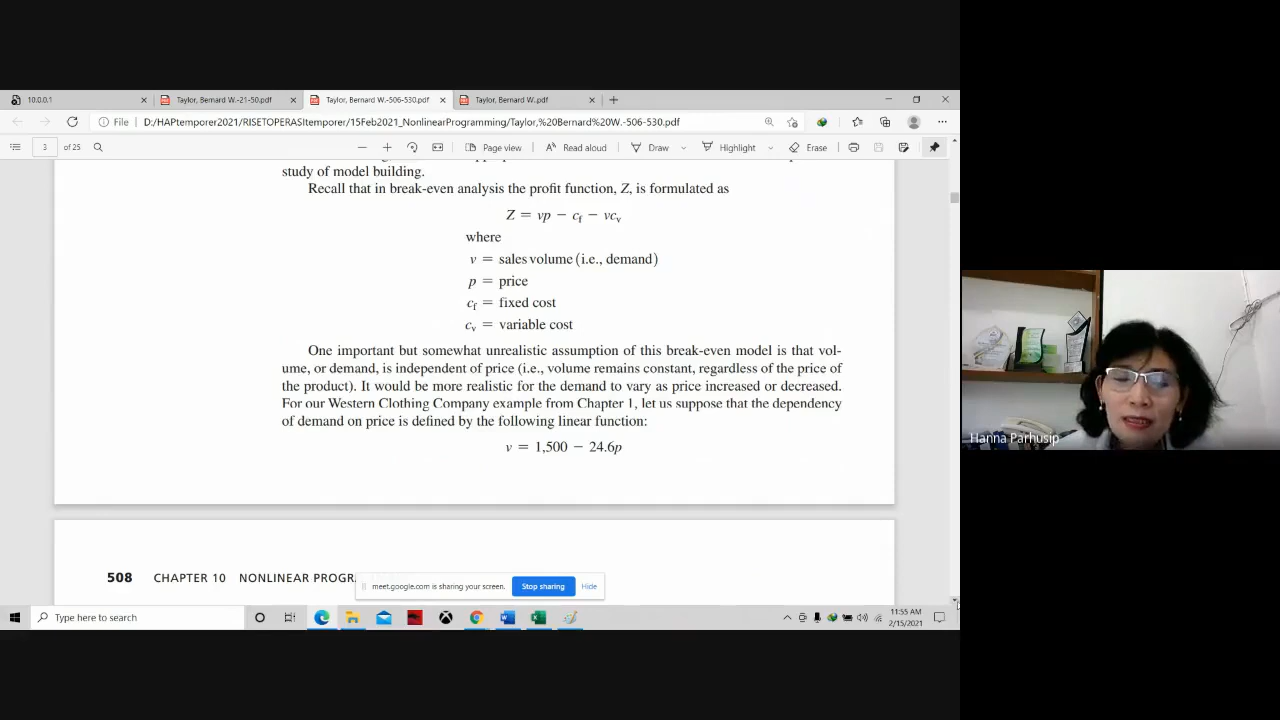 10.0.0.1
Taylor, Bernard W.-21-50.pdf
Taylor, Bernard W.-506-530.pdf
Taylor, Bernard W..pdf
File
D:/HAPtemporer2021/RISETOPERASItemporer/15Feb2021_NonlinearProgramming/Taylor,%20Bernard%20W.-506-530.pdf
3 of 25
Page view
Read aloud
Draw
Highlight
Erase
study of model building.
Recall that in break-even analysis the profit function, Z, is formulated as
Z = vp − cf − vcv
where
v = sales volume (i.e., demand)
p = price
cf = fixed cost
cv = variable cost
One important but somewhat unrealistic assumption of this break-even model is that vol-
ume, or demand, is independent of price (i.e., volume remains constant, regardless of the price of
the product). It would be more realistic for the demand to vary as price increased or decreased.
For our Western Clothing Company example from Chapter 1, let us suppose that the dependency
of demand on price is defined by the following linear function:
v = 1,500 − 24.6p
508 CHAPTER 10 NONLINEAR PROGR
meet.google.com is sharing your screen.
Stop sharing
Hide
Type here to search
11:55 AM
2/15/2021
Hanna Parhusip